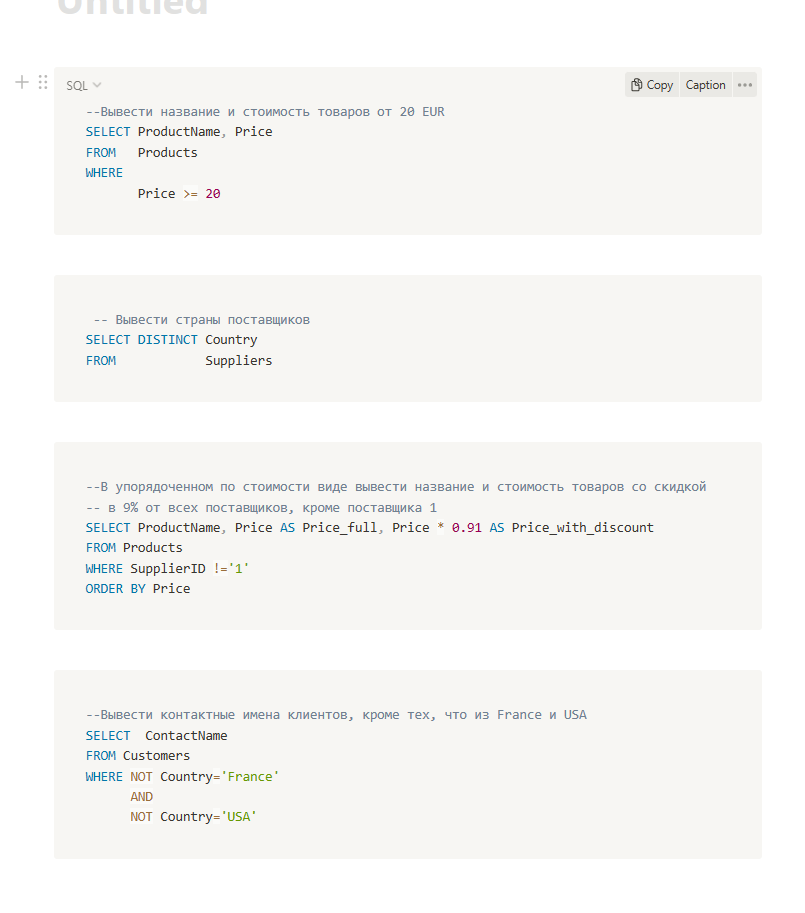 Untitled
SQL
Copy Caption
--Вывести название и стоимость товаров от 20 EUR
SELECT ProductName, Price
FROM   Products
WHERE
       Price >= 20
 -- Вывести страны поставщиков
SELECT DISTINCT Country
FROM            Suppliers
--В упорядоченном по стоимости виде вывести название и стоимость товаров со скидкой
-- в 9% от всех поставщиков, кроме поставщика 1
SELECT ProductName, Price AS Price_full, Price * 0.91 AS Price_with_discount
FROM Products
WHERE SupplierID !='1'
ORDER BY Price
--Вывести контактные имена клиентов, кроме тех, что из France и USA
SELECT  ContactName
FROM Customers
WHERE NOT Country='France'
      AND
      NOT Country='USA'